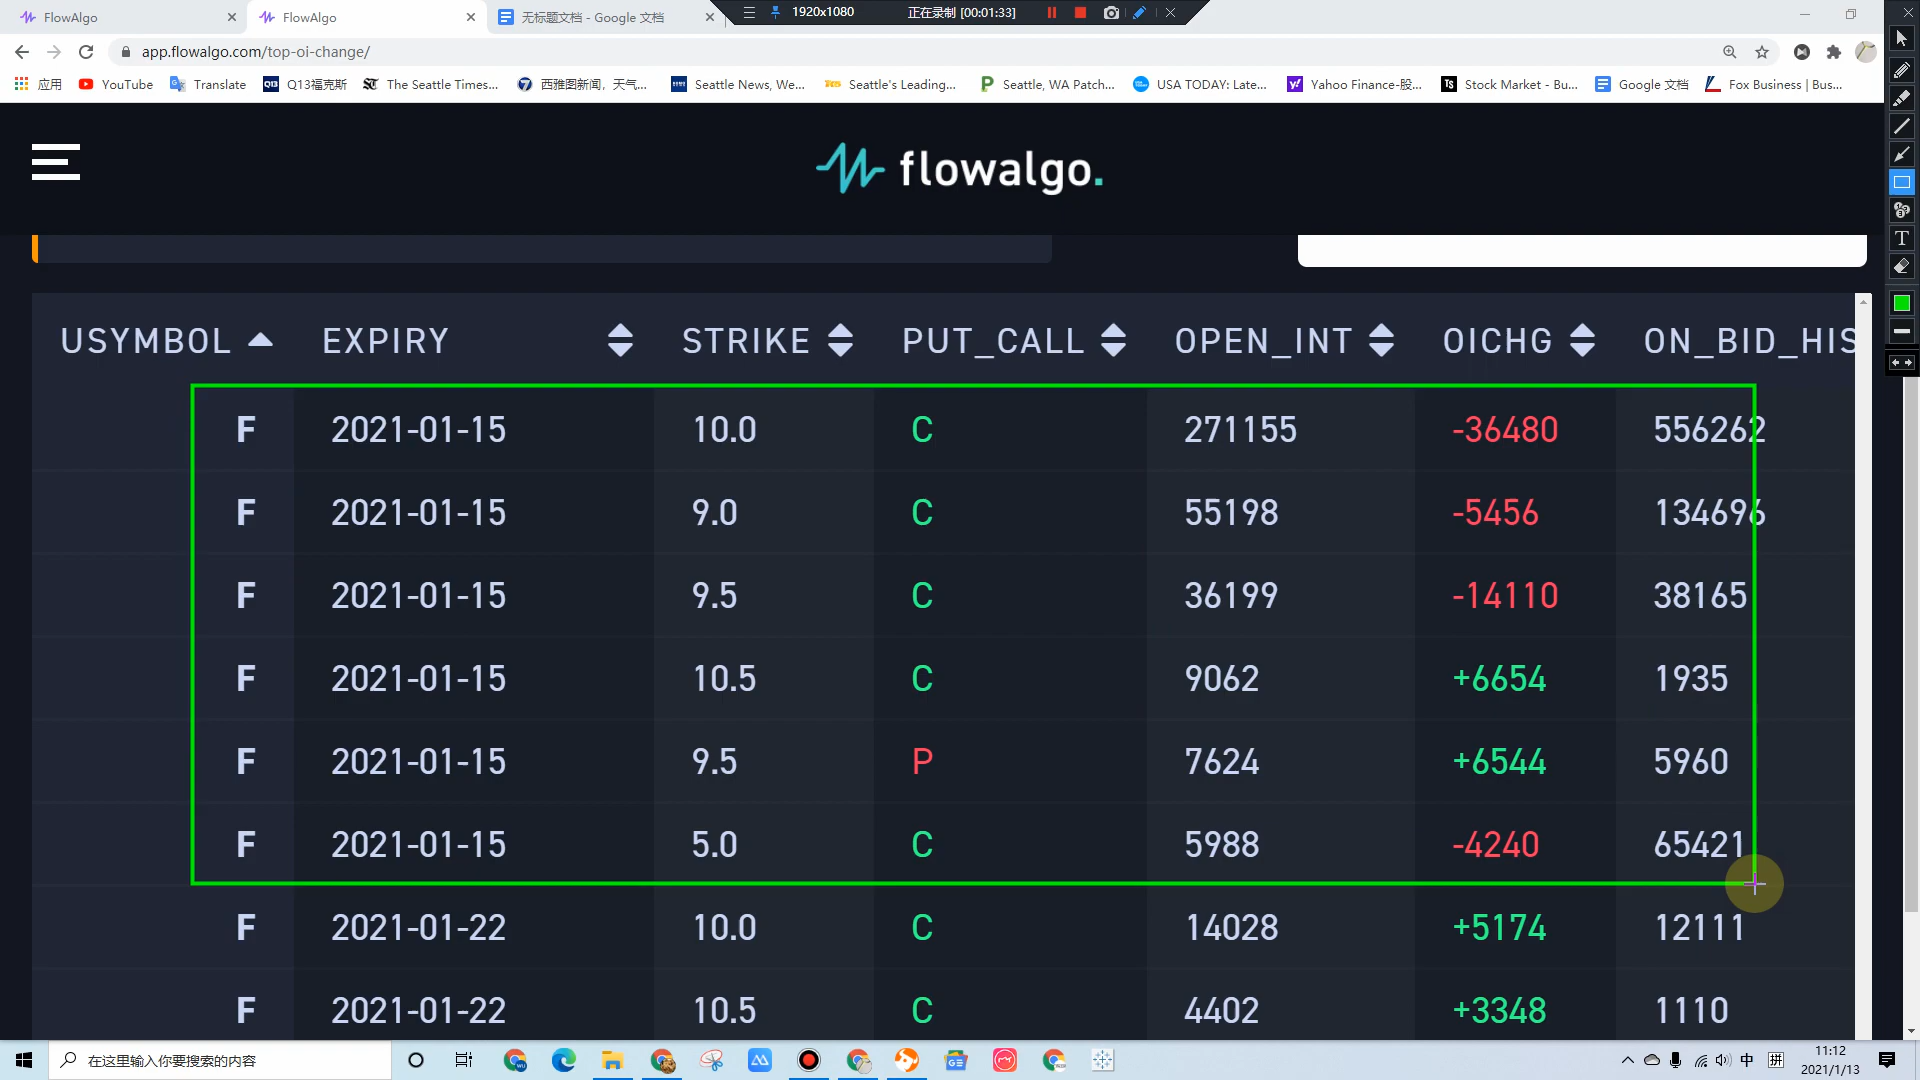 FlowAlgo
FlowAlgo
无标题文档 - Google 文档
1920x1080
正在录制 [00:01:33]
app.flowalgo.com/top-oi-change/
应用
YouTube
Translate
Q13福克斯
The Seattle Times...
西雅图新闻，天气...
Seattle News, We...
Seattle's Leading...
Seattle, WA Patch...
USA TODAY: Late...
Yahoo Finance-股...
Stock Market - Bu...
Google 文档
Fox Business | Bus...
flowalgo.
USYMBOL EXPIRY STRIKE PUT_CALL OPEN_INT OICHG ON_BID_HIS
F 2021-01-15 10.0 C 271155 -36480 556262
F 2021-01-15 9.0 C 55198 -5456 134696
F 2021-01-15 9.5 C 36199 -14110 38165
F 2021-01-15 10.5 C 9062 +6654 1935
F 2021-01-15 9.5 P 7624 +6544 5960
F 2021-01-15 5.0 C 5988 -4240 65421
F 2021-01-22 10.0 C 14028 +5174 12111
F 2021-01-22 10.5 C 4402 +3348 1110
在这里输入你要搜索的内容
中
拼
11:12
2021/1/13